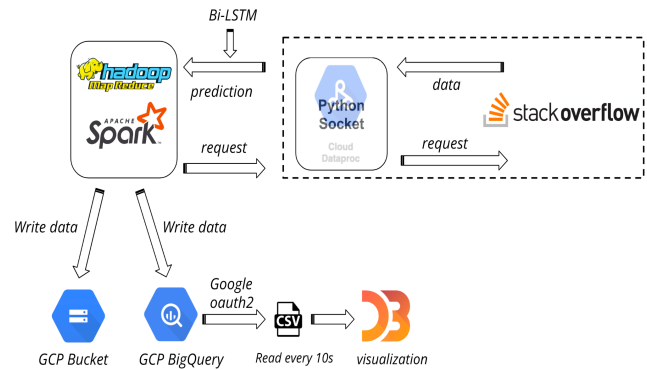 Bi-LSTM
hadoop
Map Reduce
APACHE
Spark
prediction
request
Python
Socket
Cloud
Dataproc
data
request
stackoverflow
Write data
Write data
GCP Bucket
GCP BigQuery
Google
oauth2
CSV
Read every 10s
D3
visualization